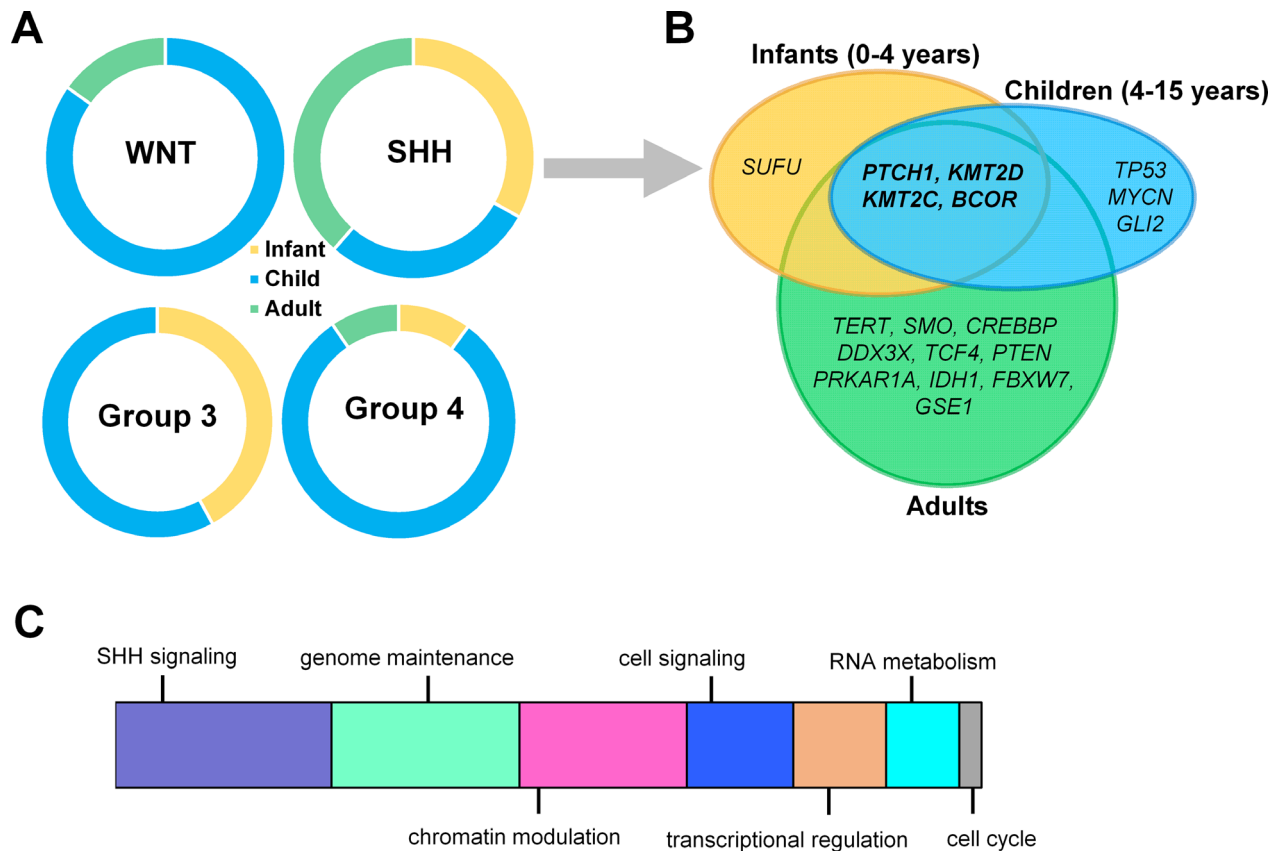 A
WNT
SHH
Infant
Child
Adult
Group 3
Group 4
B
Infants (0-4 years)
Children (4-15 years)
SUFU
PTCH1, KMT2D
KMT2C, BCOR
TP53
MYCN
GLI2
TERT, SMO, CREBBP
DDX3X, TCF4, PTEN
PRKAR1A, IDH1, FBXW7,
GSE1
Adults
C
SHH signaling
genome maintenance
cell signaling
RNA metabolism
chromatin modulation
transcriptional regulation
cell cycle